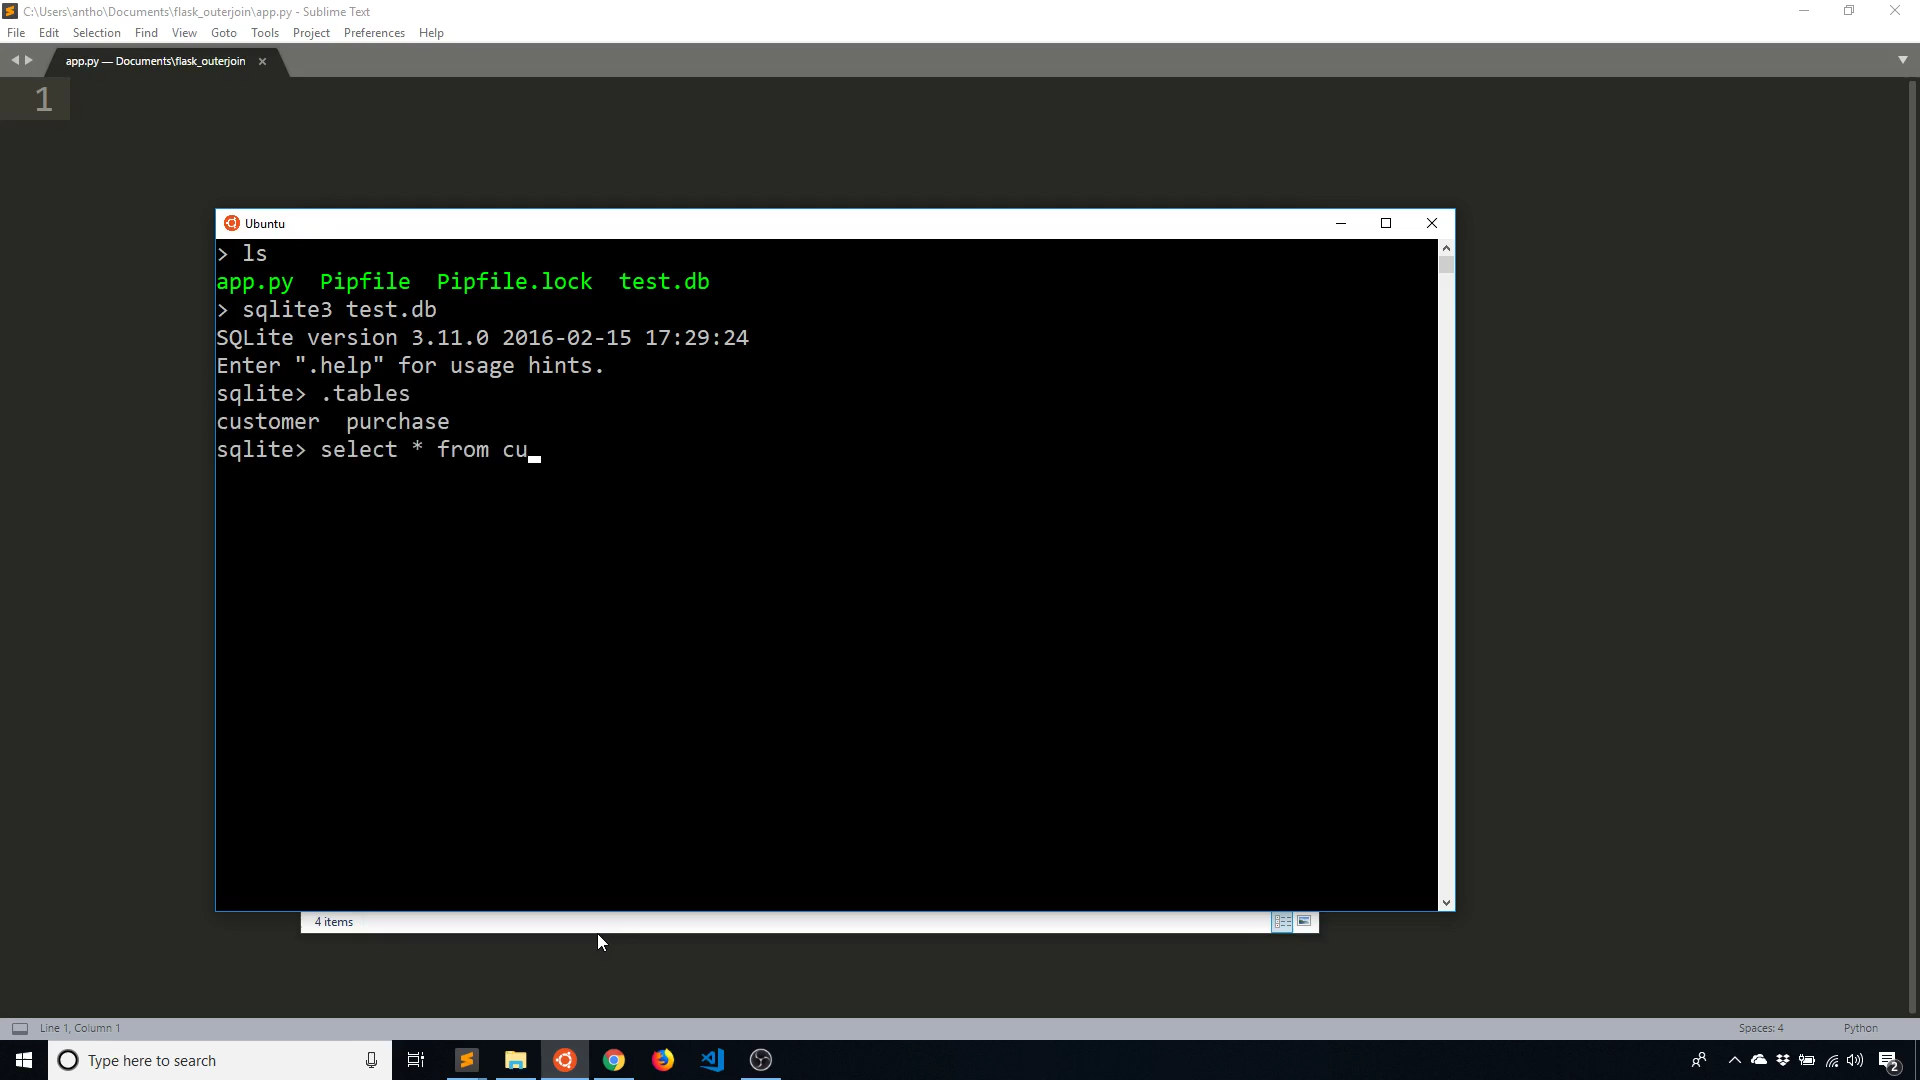 C:\Users\antho\Documents\flask_outerjoin\app.py - Sublime Text
File Edit Selection Find View Goto Tools Project Preferences Help
app.py — Documents\flask_outerjoin
1
Ubuntu
> ls
app.py Pipfile Pipfile.lock test.db
> sqlite3 test.db
SQLite version 3.11.0 2016-02-15 17:29:24
Enter ".help" for usage hints.
sqlite> .tables
customer purchase
sqlite> select * from cu
4 items
Line 1, Column 1 Spaces: 4 Python
Type here to search 2